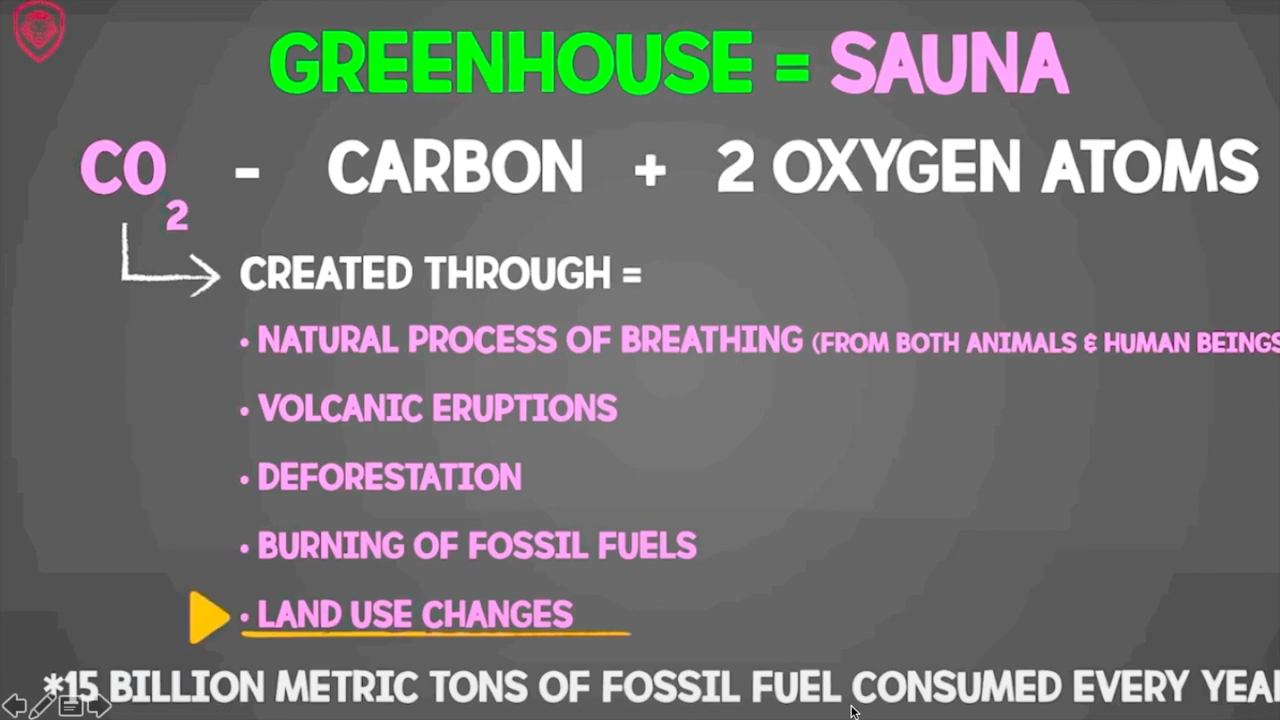 GREENHOUSE = SAUNA
CO2 - CARBON + 2 OXYGEN ATOMS
CREATED THROUGH =
• NATURAL PROCESS OF BREATHING (FROM BOTH ANIMALS & HUMAN BEINGS
• VOLCANIC ERUPTIONS
• DEFORESTATION
• BURNING OF FOSSIL FUELS
• LAND USE CHANGES
*15 BILLION METRIC TONS OF FOSSIL FUEL CONSUMED EVERY YEA